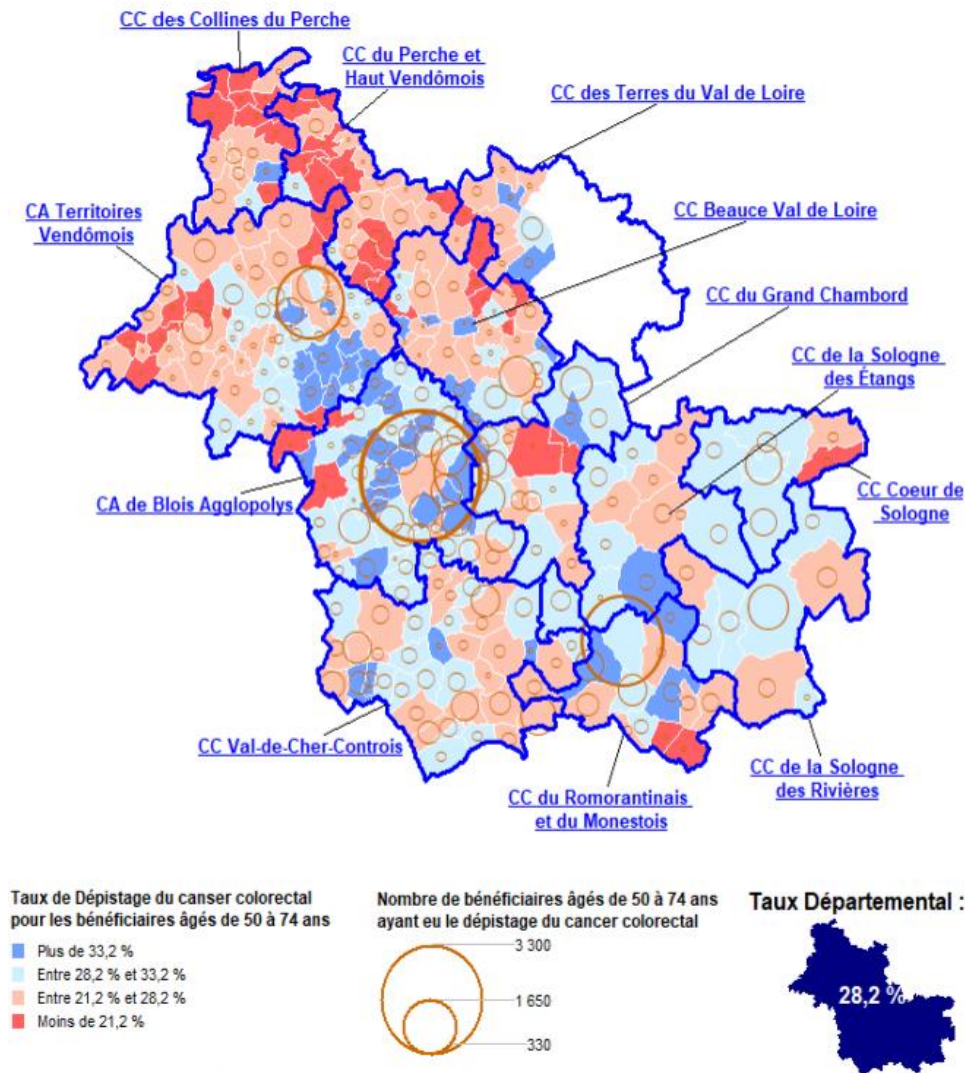 CC des Collines du Perche
CC du Perche et
Haut Vendômois
CC des Terres du Val de Loire
CA Territoires
Vendômois
CC Beauce Val de Loire
CC du Grand Chambord
CC de la Sologne
des Étangs
CA de Blois Agglopolys
CC Coeur de
Sologne
CC Val-de-Cher-Controis
CC de la Sologne
des Rivières
CC du Romorantinais
et du Monestois
Taux de Dépistage du canser colorectal
pour les bénéficiaires âgés de 50 à 74 ans
Plus de 33,2 %
Entre 28,2 % et 33,2 %
Entre 21,2 % et 28,2 %
Moins de 21,2 %
Nombre de bénéficiaires âgés de 50 à 74 ans
ayant eu le dépistage du cancer colorectal
3 300
1 650
330
Taux Départemental :
28,2 %